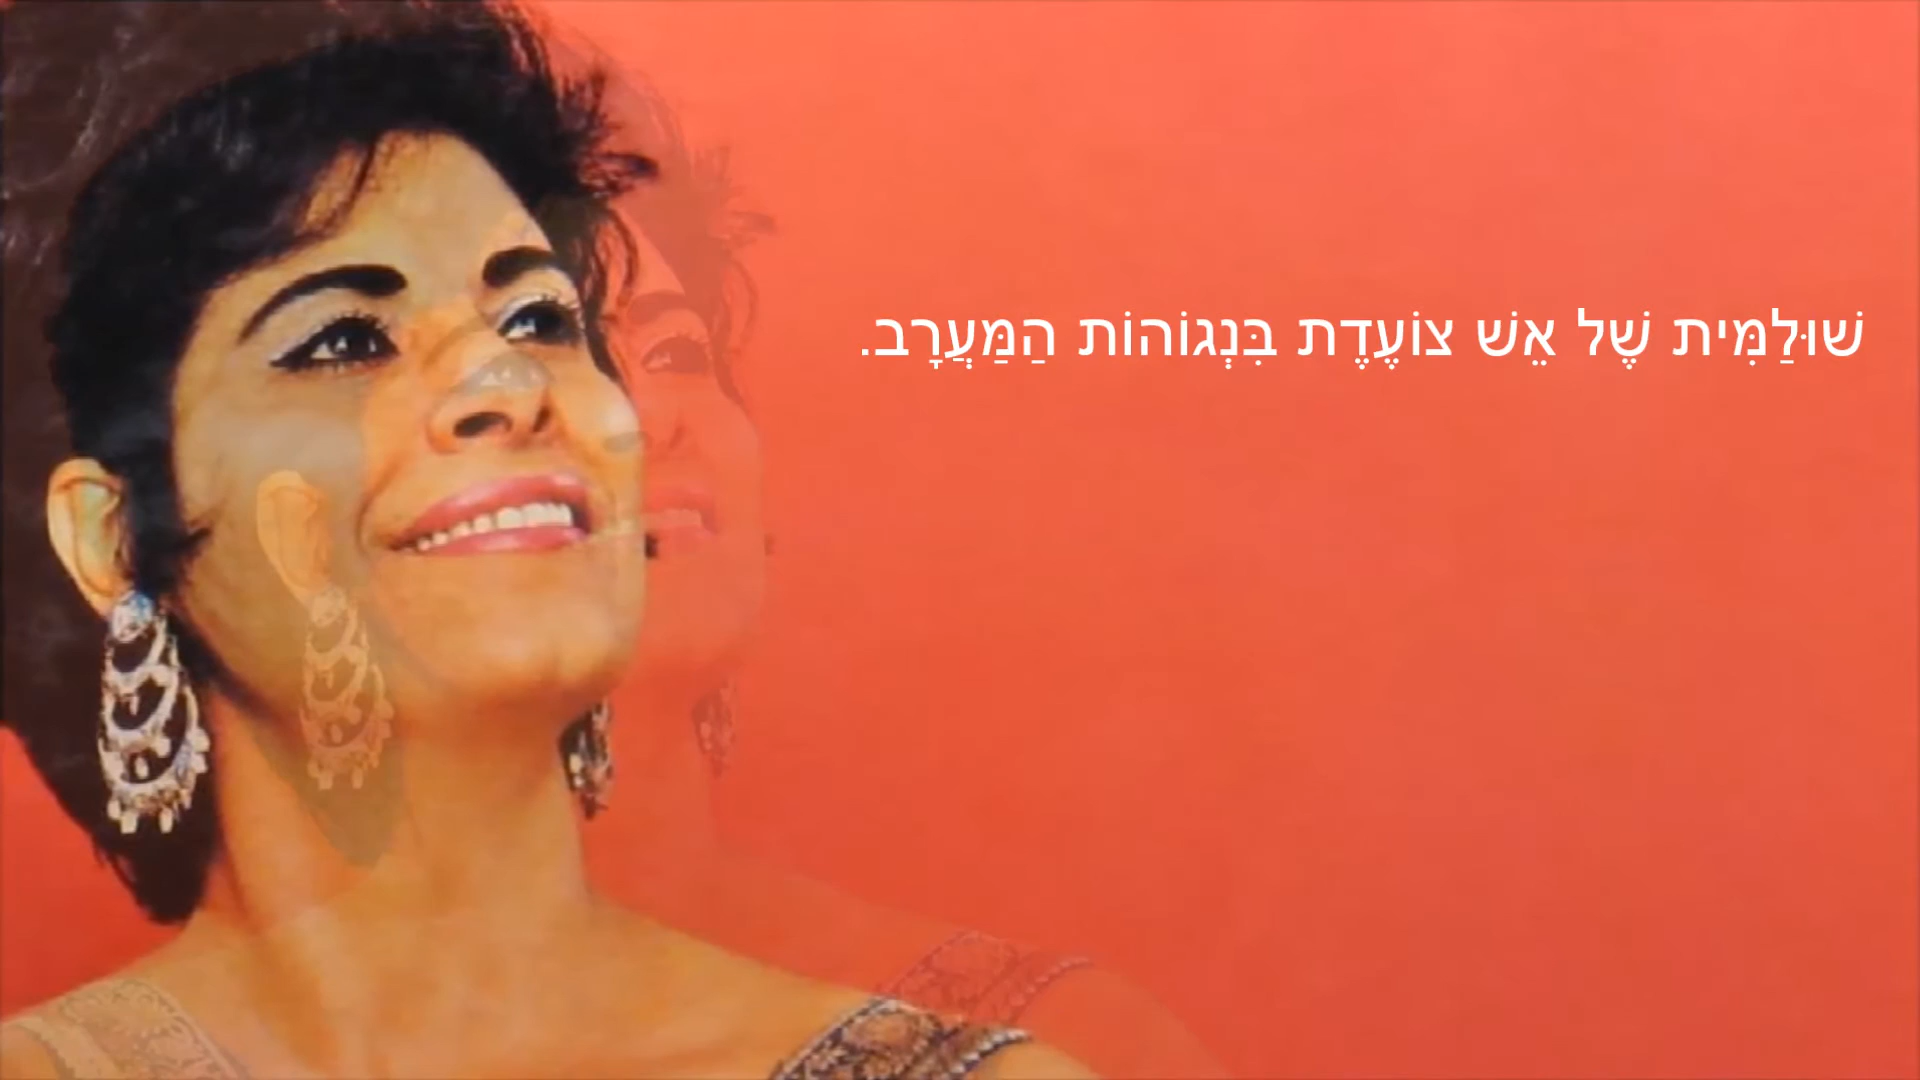 שׁוּלַמִּית שֶׁל אֵשׁ צוֹעֶדֶת בִּנְגוֹהוֹת הַמַּעֲרָב.